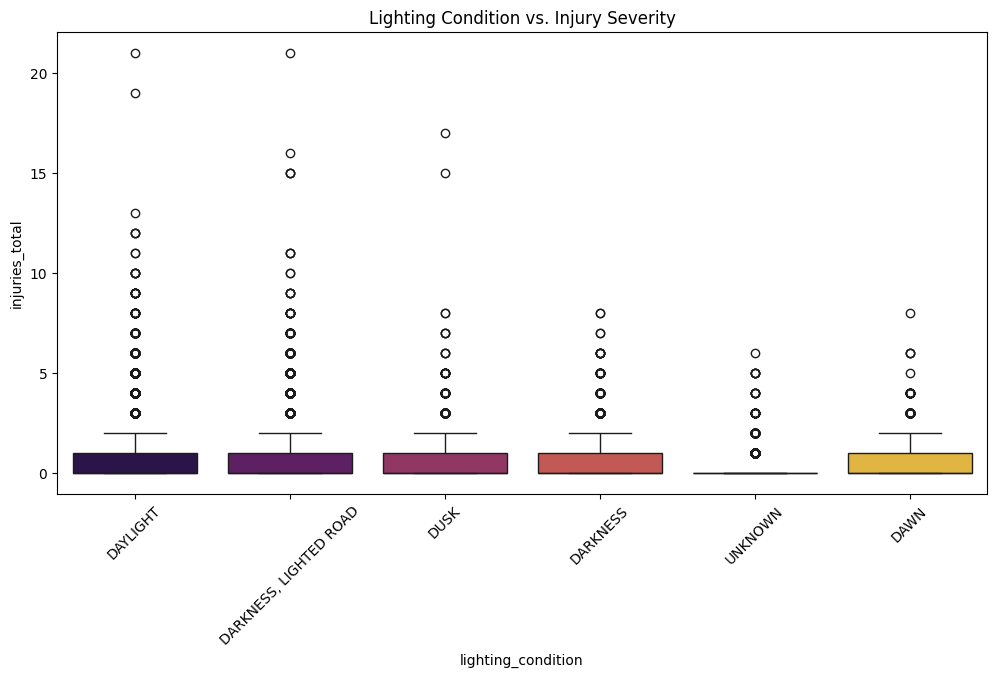 Lighting Condition vs. Injury Severity
20
15
10
5
0
injuries_total
DAYLIGHT
DARKNESS, LIGHTED ROAD
DUSK
DARKNESS
UNKNOWN
DAWN
lighting_condition